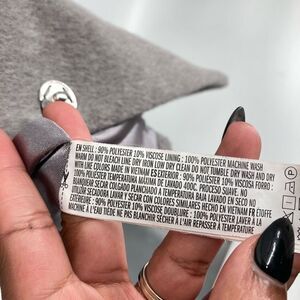 EN SHELL: 90% POLYESTER 10% VISCOSE LINING: 100% POLYESTER MACHINE WASH
WARM DO NOT BLEACH LINE DRY IRON LOW DRY CLEAN DO NOT TUMBLE DRY WASH AND DRY
WITH LIKE COLORS MADE IN VIETNAM ES EXTERIOR: 90% POLYESTER 10% VISCOSE FORRO:
100% POLYESTER TEMPERATURA MÁXIMA DE LAVADO 40OC. PROCESO SUAVE. NO
BLANQUEAR SECAR COLGADO PLANCHADO A TEMPERATURA BAJA LAVADO EN SECO NO
UTILIZAR SECADORA LAVAR Y SECAR CON COLORES SIMILARES HECHO EN VIETNAM FR ÉTOFFE
EXTERIEURE: 90% POLYESTER 10% VISCOSE DOUBLURE: 100% POLYESTER LAVER À LA
MACHINE À L'EAU TIÈDE NE PAS BLANCHIR SÉCHER À L'AIR REPASSER À TEMPÉRATURE